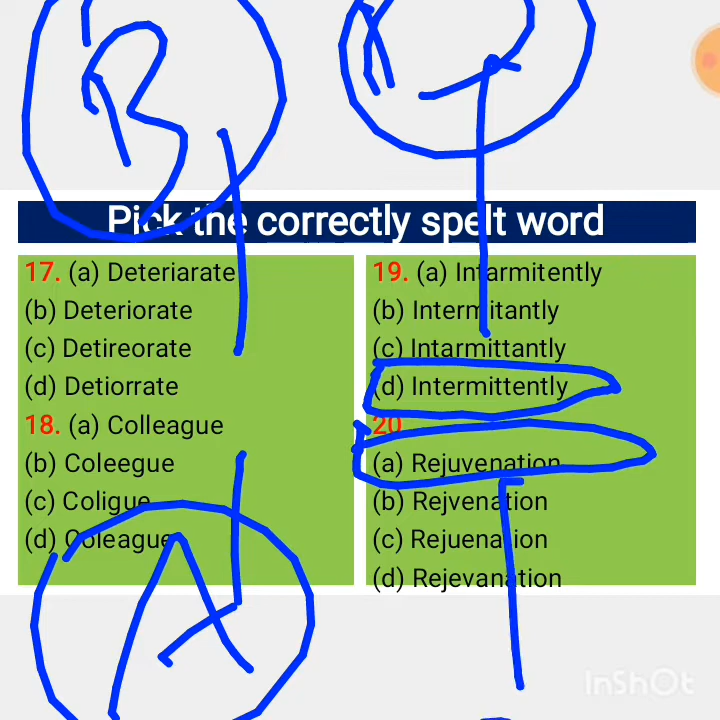 B
Pick the correctly spelt word
17. (a) Deteriarate
(b) Deteriorate
(c) Detireorate
(d) Detiorrate
18. (a) Colleague
(b) Coleegue
(c) Coligue
(d) Coleague
19. (a) Intarmitently
(b) Intermitantly
(c) Intarmittantly
(d) Intermittently
20
(a) Rejuvenation
(b) Rejvenation
(c) Rejuenation
(d) Rejevanation
A
InShOt